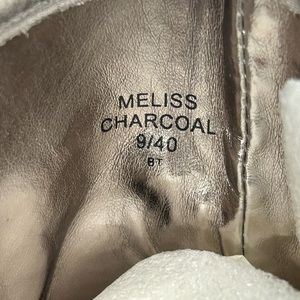 MELISS
CHARCOAL
9/40
BT